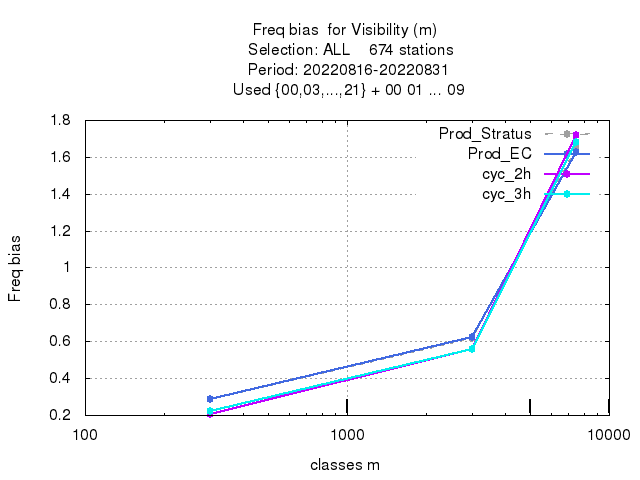 Freq bias  for Visibility (m)
Selection: ALL    674 stations
Period: 20220816-20220831
Used {00,03,...,21} + 00 01 ... 09
Prod_Stratus
Prod_EC
cyc_2h
cyc_3h
1.8
1.6
1.4
1.2
1
0.8
0.6
0.4
0.2
Freq bias
100
1000
10000
classes m